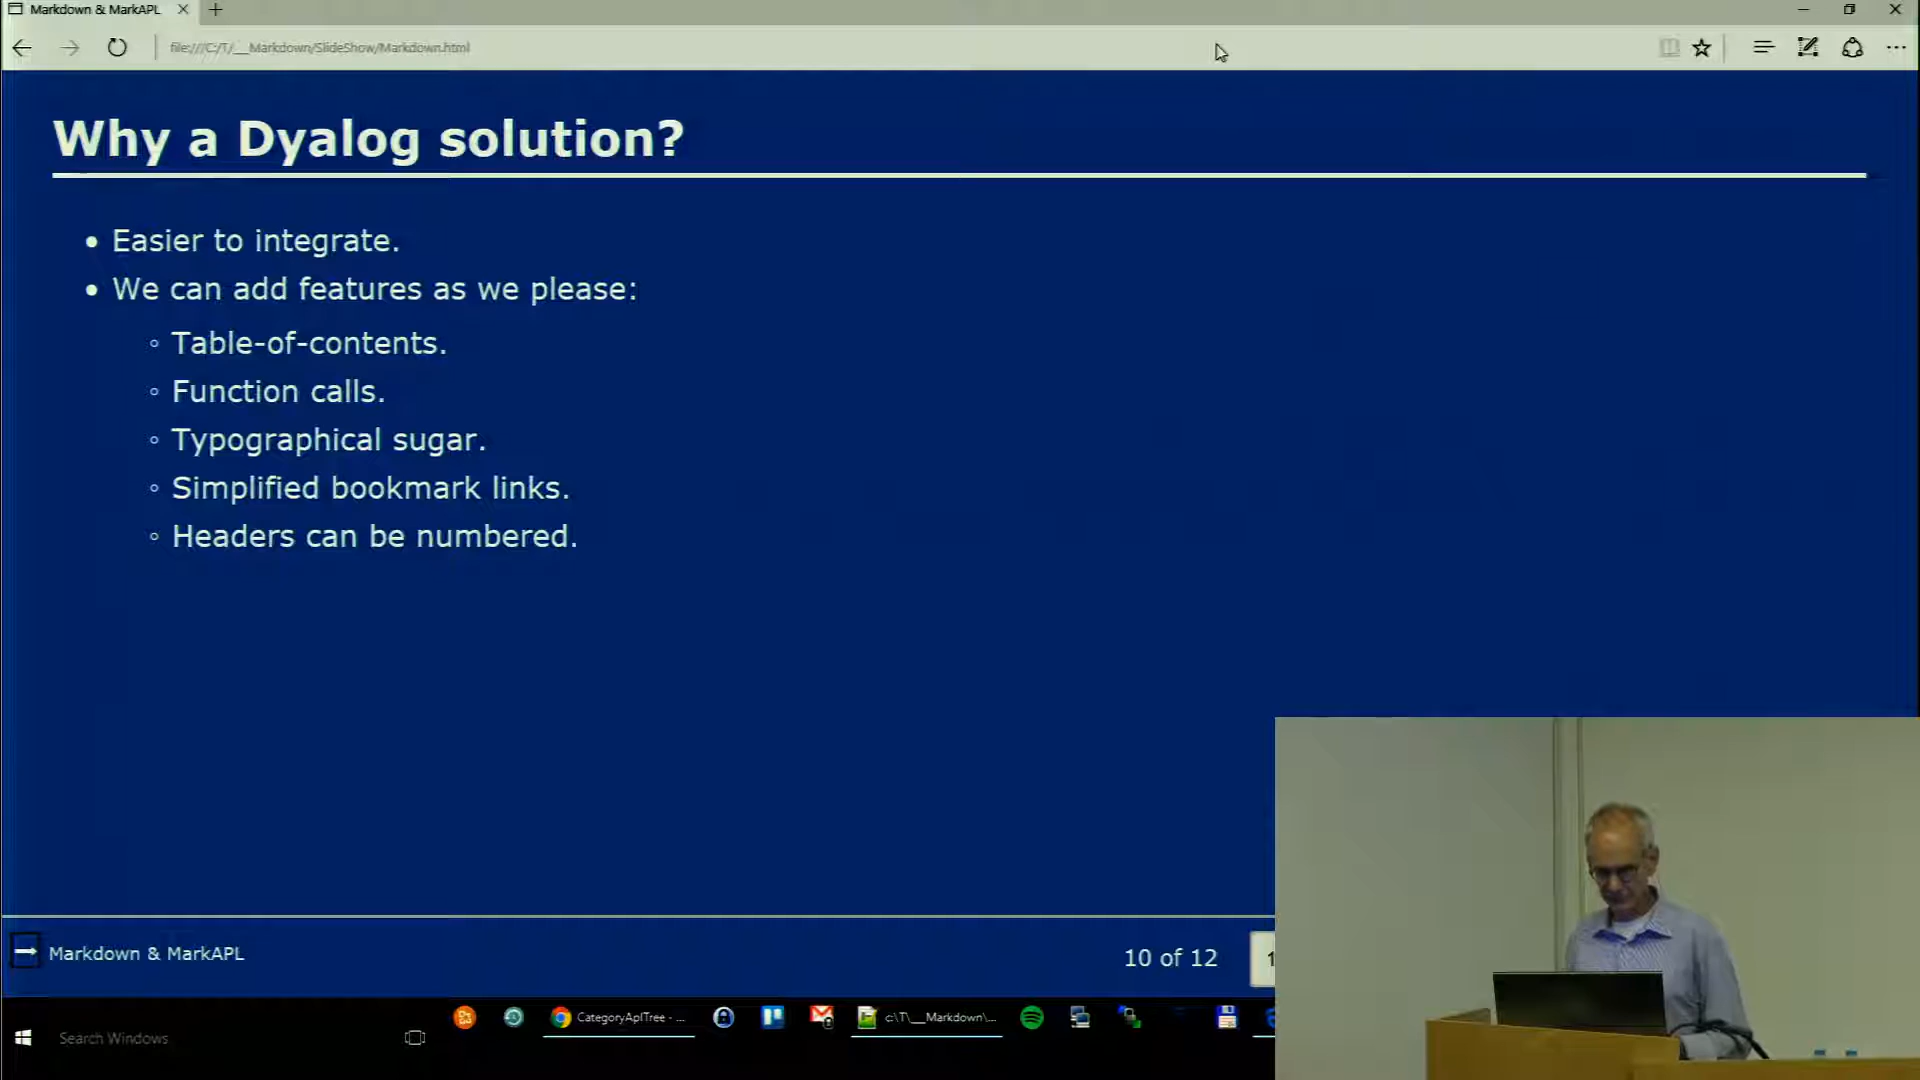 Markdown & MarkAPL
file:///C:/T/__Markdown/SlideShow/Markdown.html
Why a Dyalog solution?
• Easier to integrate.
• We can add features as we please:
◦ Table-of-contents.
◦ Function calls.
◦ Typographical sugar.
◦ Simplified bookmark links.
◦ Headers can be numbered.
Markdown & MarkAPL
10 of 12
1
CategoryAplTree - ...
c:\T\__Markdown\...
Search Windows